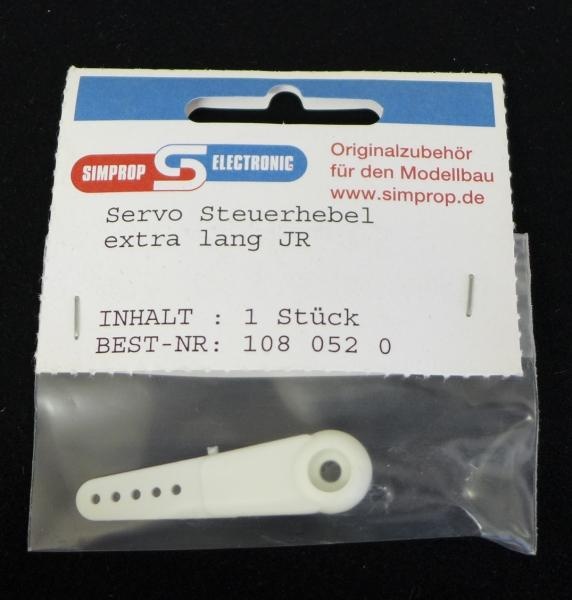 SIMPROP ELECTRONIC
Originalzubehör
für den Modellbau
www.simprop.de
Servo Steuerhebel
extra lang JR
INHALT : 1 Stück
BEST-NR: 108 052 0